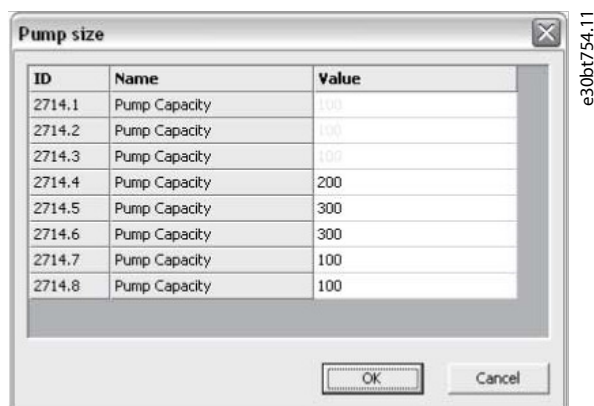 Pump size
ID Name Value
2714.1 Pump Capacity 100
2714.2 Pump Capacity 100
2714.3 Pump Capacity 100
2714.4 Pump Capacity 200
2714.5 Pump Capacity 300
2714.6 Pump Capacity 300
2714.7 Pump Capacity 100
2714.8 Pump Capacity 100
OK Cancel
e30bt754.11